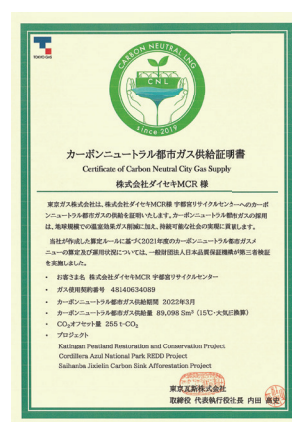 TOKYO GAS
CARBON NEUTRAL LNG
CNL
since 2019
カーボンニュートラル都市ガス供給証明書
Certificate of Carbon Neutral City Gas Supply
株式会社ダイセキMCR 様
東京ガス株式会社は、株式会社ダイセキMCR様 宇都宮リサイクルセンターへのカーボ
ンニュートラル都市ガスの供給を証明いたします。カーボンニュートラル都市ガスの採用
は、地球規模での温室効果ガス削減に加え、持続可能な社会の実現に貢献します。
当社が作成した算定ルールに基づく2021年度のカーボンニュートラル都市ガスメ
ニューの算定及び運用状況については、一般財団法人日本品質保証機構が第三者検証
を実施しました。
・ お客さま名 株式会社ダイセキMCR 宇都宮リサイクルセンター
・ ガス使用契約番号 48140634089
・ カーボンニュートラル都市ガス供給期間 2022年3月
・ カーボンニュートラル都市ガス供給量 89,098 Sm³ (15℃・大気圧換算)
・ CO₂オフセット量 255 t-CO₂
・ プロジェクト
Katingan Peatland Restoration and Conservation Project
Cordillera Azul National Park REDD Project
Saihanba Jixielin Carbon Sink Afforestation Project
東京瓦斯株式会社
取締役 代表執行役社長 内田 高史